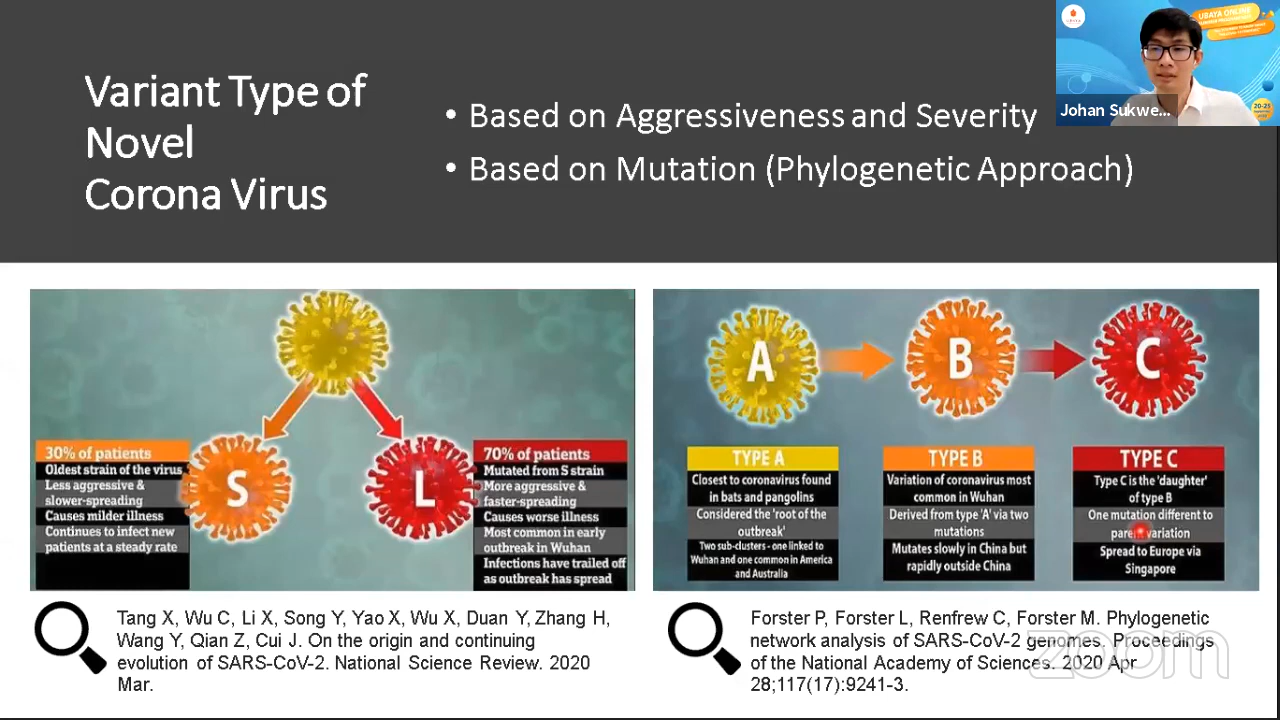 Variant Type of
Novel
Corona Virus
• Based on Aggressiveness and Severity
• Based on Mutation (Phylogenetic Approach)
UBAYA ONLINE
20-25
Johan Sukwe...
30% of patients
Oldest strain of the virus
Less aggressive &
slower-spreading
Causes milder illness
Continues to infect new
patients at a steady rate
S
L
70% of patients
Mutated from S strain
More aggressive &
faster-spreading
Causes worse illness
Most common in early
outbreak in Wuhan
Infections have trailed off
as outbreak has spread
A
B
C
TYPE A
Closest to coronavirus found
in bats and pangolins
Considered the 'root of the
outbreak'
Two sub-clusters - one linked to
Wuhan and one common in America
and Australia
TYPE B
Variation of coronavirus most
common in Wuhan
Derived from type 'A' via two
mutations
Mutates slowly in China but
rapidly outside China
TYPE C
Type C is the 'daughter'
of type B
One mutation different to
parent variation
Spread to Europe via
Singapore
Tang X, Wu C, Li X, Song Y, Yao X, Wu X, Duan Y, Zhang H,
Wang Y, Qian Z, Cui J. On the origin and continuing
evolution of SARS-CoV-2. National Science Review. 2020
Mar.
Forster P, Forster L, Renfrew C, Forster M. Phylogenetic
network analysis of SARS-CoV-2 genomes. Proceedings
of the National Academy of Sciences. 2020 Apr
28;117(17):9241-3.
zoom